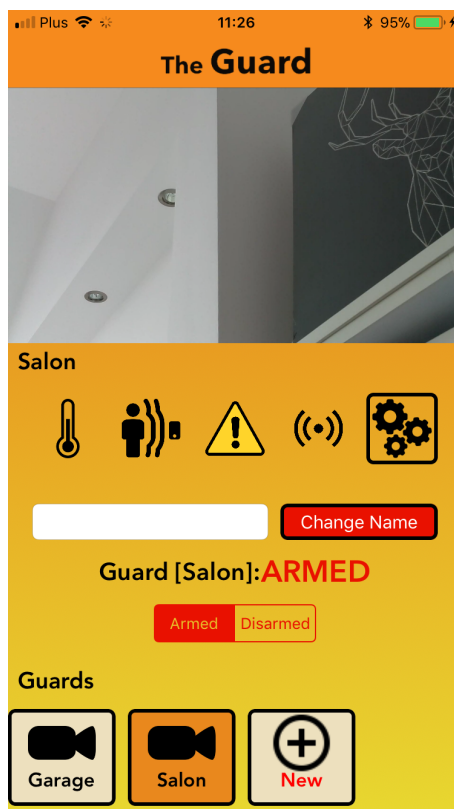 Plus 11:26 95%
The Guard
Salon
Change Name
Guard [Salon]:ARMED
Armed Disarmed
Guards
Garage Salon New